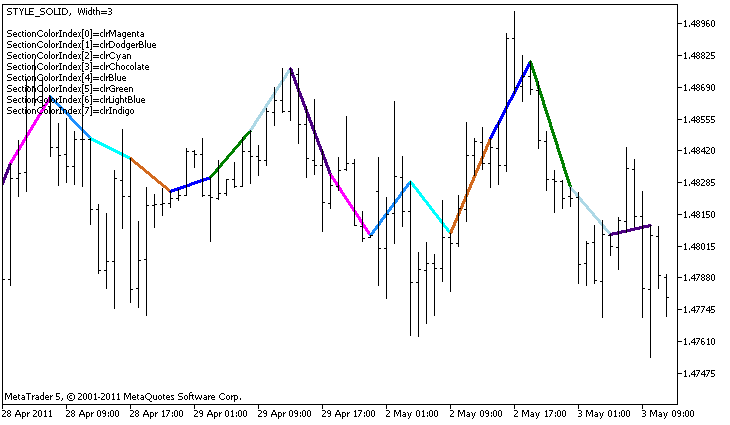 STYLE_SOLID, Width=3
SectionColorIndex[0]=clrMagenta
SectionColorIndex[1]=clrDodgerBlue
SectionColorIndex[2]=clrCyan
SectionColorIndex[3]=clrChocolate
SectionColorIndex[4]=clrBlue
SectionColorIndex[5]=clrGreen
SectionColorIndex[6]=clrLightBlue
SectionColorIndex[7]=clrIndigo
1.48960
1.48825
1.48690
1.48555
1.48420
1.48285
1.48150
1.48015
1.47880
1.47745
1.47610
1.47475
MetaTrader 5, © 2001-2011 MetaQuotes Software Corp.
28 Apr 2011 28 Apr 09:00 28 Apr 17:00 29 Apr 01:00 29 Apr 09:00 29 Apr 17:00 2 May 01:00 2 May 09:00 2 May 17:00 3 May 01:00 3 May 09:00